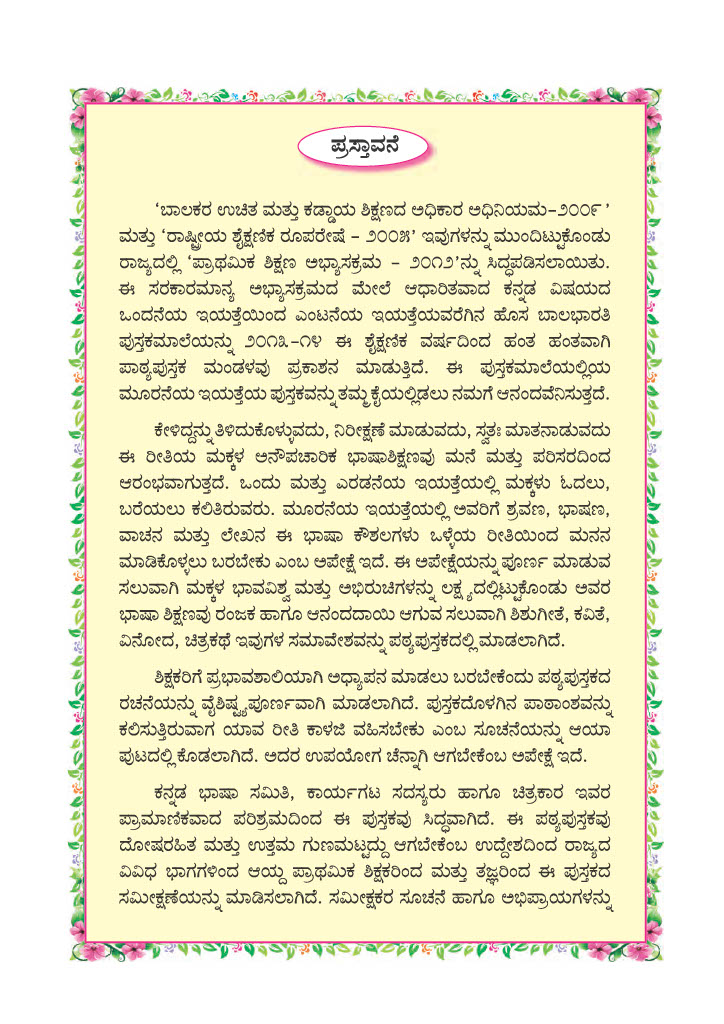 ಪ್ರಸ್ತಾವನೆ
‘ಬಾಲಕರ ಉಚಿತ ಮತ್ತು ಕಡ್ಡಾಯ ಶಿಕ್ಷಣದ ಅಧಿಕಾರ ಅಧಿನಿಯಮ–೨೦೦೯’
ಮತ್ತು ‘ರಾಷ್ಟ್ರೀಯ ಶೈಕ್ಷಣಿಕ ರೂಪರೇಷೆ – ೨೦೦೫’ ಇವುಗಳನ್ನು ಮುಂದಿಟ್ಟುಕೊಂಡು
ರಾಜ್ಯದಲ್ಲಿ ‘ಪ್ರಾಥಮಿಕ ಶಿಕ್ಷಣ ಅಭ್ಯಾಸಕ್ರಮ – ೨೦೧೨’ನ್ನು ಸಿದ್ಧಪಡಿಸಲಾಯಿತು.
ಈ ಸರಕಾರಮಾನ್ಯ ಅಭ್ಯಾಸಕ್ರಮದ ಮೇಲೆ ಆಧಾರಿತವಾದ ಕನ್ನಡ ವಿಷಯದ
ಒಂದನೆಯ ಇಯತ್ತೆಯಿಂದ ಎಂಟನೆಯ ಇಯತ್ತೆಯವರೆಗಿನ ಹೊಸ ಬಾಲಭಾರತಿ
ಪುಸ್ತಕಮಾಲೆಯನ್ನು ೨೦೧೩–೧೪ ಈ ಶೈಕ್ಷಣಿಕ ವರ್ಷದಿಂದ ಹಂತ ಹಂತವಾಗಿ
ಪಾಠ್ಯಪುಸ್ತಕ ಮಂಡಳವು ಪ್ರಕಾಶನ ಮಾಡುತ್ತಿದೆ. ಈ ಪುಸ್ತಕಮಾಲೆಯಲ್ಲಿಯ
ಮೂರನೆಯ ಇಯತ್ತೆಯ ಪುಸ್ತಕವನ್ನು ತಮ್ಮ ಕೈಯಲ್ಲಿಡಲು ನಮಗೆ ಆನಂದವೆನಿಸುತ್ತದೆ.
ಕೇಳಿದ್ದನ್ನು ತಿಳಿದುಕೊಳ್ಳುವದು, ನಿರೀಕ್ಷಣೆ ಮಾಡುವದು, ಸ್ವತಃ ಮಾತನಾಡುವದು
ಈ ರೀತಿಯ ಮಕ್ಕಳ ಅನೌಪಚಾರಿಕ ಭಾಷಾಶಿಕ್ಷಣವು ಮನೆ ಮತ್ತು ಪರಿಸರದಿಂದ
ಆರಂಭವಾಗುತ್ತದೆ. ಒಂದು ಮತ್ತು ಎರಡನೆಯ ಇಯತ್ತೆಯಲ್ಲಿ ಮಕ್ಕಳು ಓದಲು,
ಬರೆಯಲು ಕಲಿತಿರುವರು. ಮೂರನೆಯ ಇಯತ್ತೆಯಲ್ಲಿ ಅವರಿಗೆ ಶ್ರವಣ, ಭಾಷಣ,
ವಾಚನ ಮತ್ತು ಲೇಖನ ಈ ಭಾಷಾ ಕೌಶಲಗಳು ಒಳ್ಳೆಯ ರೀತಿಯಿಂದ ಮನನ
ಮಾಡಿಕೊಳ್ಳಲು ಬರಬೇಕು ಎಂಬ ಅಪೇಕ್ಷೆ ಇದೆ. ಈ ಅಪೇಕ್ಷೆಯನ್ನು ಪೂರ್ಣ ಮಾಡುವ
ಸಲುವಾಗಿ ಮಕ್ಕಳ ಭಾವವಿಶ್ವ ಮತ್ತು ಅಭಿರುಚಿಗಳನ್ನು ಲಕ್ಷ್ಯದಲ್ಲಿಟ್ಟುಕೊಂಡು ಅವರ
ಭಾಷಾ ಶಿಕ್ಷಣವು ರಂಜಕ ಹಾಗೂ ಆನಂದದಾಯಿ ಆಗುವ ಸಲುವಾಗಿ ಶಿಶುಗೀತೆ, ಕವಿತೆ,
ವಿನೋದ, ಚಿತ್ರಕಥೆ ಇವುಗಳ ಸಮಾವೇಶವನ್ನು ಪಠ್ಯಪುಸ್ತಕದಲ್ಲಿ ಮಾಡಲಾಗಿದೆ.
ಶಿಕ್ಷಕರಿಗೆ ಪ್ರಭಾವಶಾಲಿಯಾಗಿ ಅಧ್ಯಾಪನ ಮಾಡಲು ಬರಬೇಕೆಂದು ಪಠ್ಯಪುಸ್ತಕದ
ರಚನೆಯನ್ನು ವೈಶಿಷ್ಟ್ಯಪೂರ್ಣವಾಗಿ ಮಾಡಲಾಗಿದೆ. ಪುಸ್ತಕದೊಳಗಿನ ಪಾಠಾಂಶವನ್ನು
ಕಲಿಸುತ್ತಿರುವಾಗ ಯಾವ ರೀತಿ ಕಾಳಜಿ ವಹಿಸಬೇಕು ಎಂಬ ಸೂಚನೆಯನ್ನು ಆಯಾ
ಪುಟದಲ್ಲಿ ಕೊಡಲಾಗಿದೆ. ಅದರ ಉಪಯೋಗ ಚೆನ್ನಾಗಿ ಆಗಬೇಕೆಂಬ ಅಪೇಕ್ಷೆ ಇದೆ.
ಕನ್ನಡ ಭಾಷಾ ಸಮಿತಿ, ಕಾರ್ಯಗಟ ಸದಸ್ಯರು ಹಾಗೂ ಚಿತ್ರಕಾರ ಇವರ
ಪ್ರಾಮಾಣಿಕವಾದ ಪರಿಶ್ರಮದಿಂದ ಈ ಪುಸ್ತಕವು ಸಿದ್ಧವಾಗಿದೆ. ಈ ಪಠ್ಯಪುಸ್ತಕವು
ದೋಷರಹಿತ ಮತ್ತು ಉತ್ತಮ ಗುಣಮಟ್ಟದ್ದು ಆಗಬೇಕೆಂಬ ಉದ್ದೇಶದಿಂದ ರಾಜ್ಯದ
ವಿವಿಧ ಭಾಗಗಳಿಂದ ಆಯ್ದ ಪ್ರಾಥಮಿಕ ಶಿಕ್ಷಕರಿಂದ ಮತ್ತು ತಜ್ಞರಿಂದ ಈ ಪುಸ್ತಕದ
ಸಮೀಕ್ಷಣೆಯನ್ನು ಮಾಡಿಸಲಾಗಿದೆ. ಸಮೀಕ್ಷಕರ ಸೂಚನೆ ಹಾಗೂ ಅಭಿಪ್ರಾಯಗಳನ್ನು